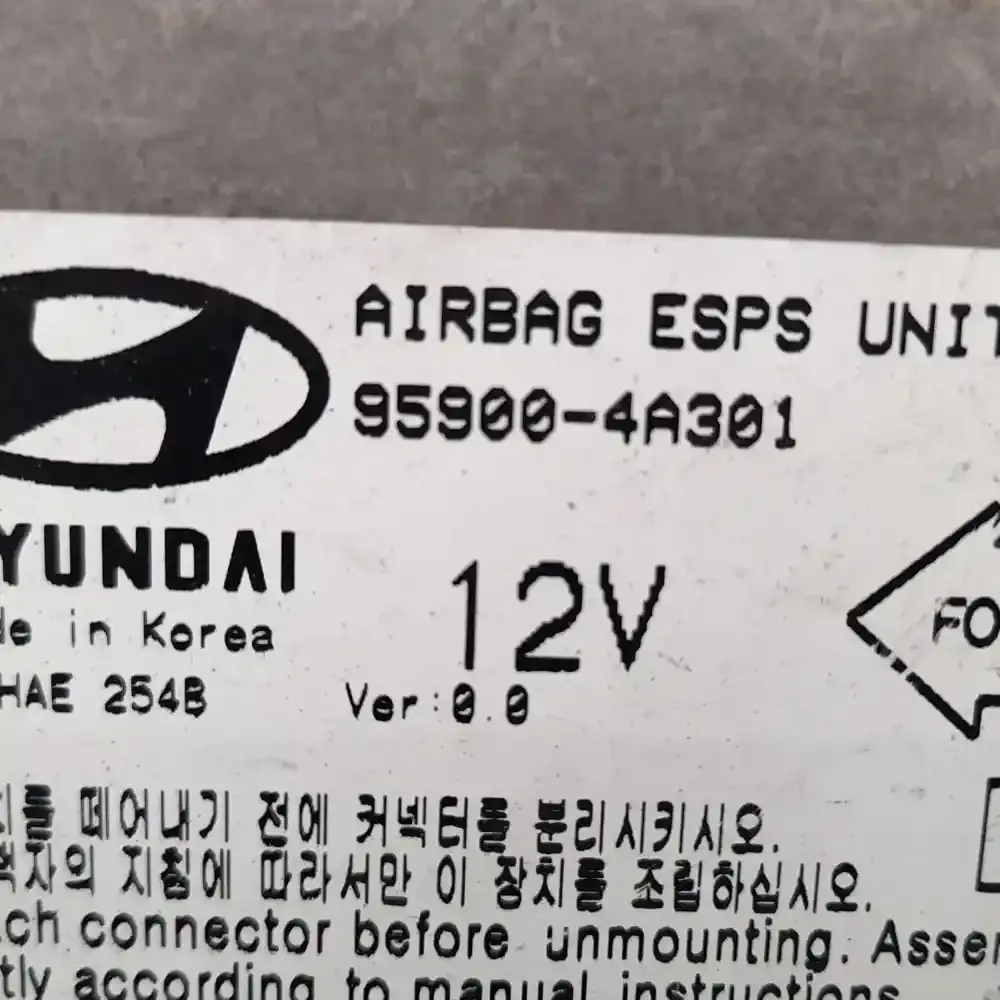 AIRBAG ESPS UNIT
95900-4A301
YUNDAI
de in Korea
HAE 254B
12V
Ver:0.0
FO
치를 떼어내기 전에 커넥터를 분리시키시오.
작자의 지침에 따라서만 이 장치를 조립하십시오.
ch connector before unmounting. Assem
tly according to manual instructions.